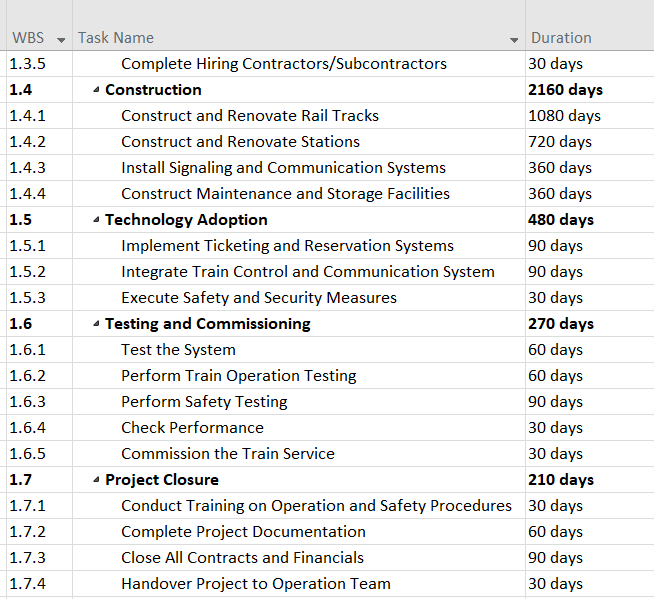 WBS Task Name Duration
1.3.5 Complete Hiring Contractors/Subcontractors 30 days
1.4 Construction 2160 days
1.4.1 Construct and Renovate Rail Tracks 1080 days
1.4.2 Construct and Renovate Stations 720 days
1.4.3 Install Signaling and Communication Systems 360 days
1.4.4 Construct Maintenance and Storage Facilities 360 days
1.5 Technology Adoption 480 days
1.5.1 Implement Ticketing and Reservation Systems 90 days
1.5.2 Integrate Train Control and Communication System 90 days
1.5.3 Execute Safety and Security Measures 30 days
1.6 Testing and Commissioning 270 days
1.6.1 Test the System 60 days
1.6.2 Perform Train Operation Testing 60 days
1.6.3 Perform Safety Testing 90 days
1.6.4 Check Performance 30 days
1.6.5 Commission the Train Service 30 days
1.7 Project Closure 210 days
1.7.1 Conduct Training on Operation and Safety Procedures 30 days
1.7.2 Complete Project Documentation 60 days
1.7.3 Close All Contracts and Financials 90 days
1.7.4 Handover Project to Operation Team 30 days